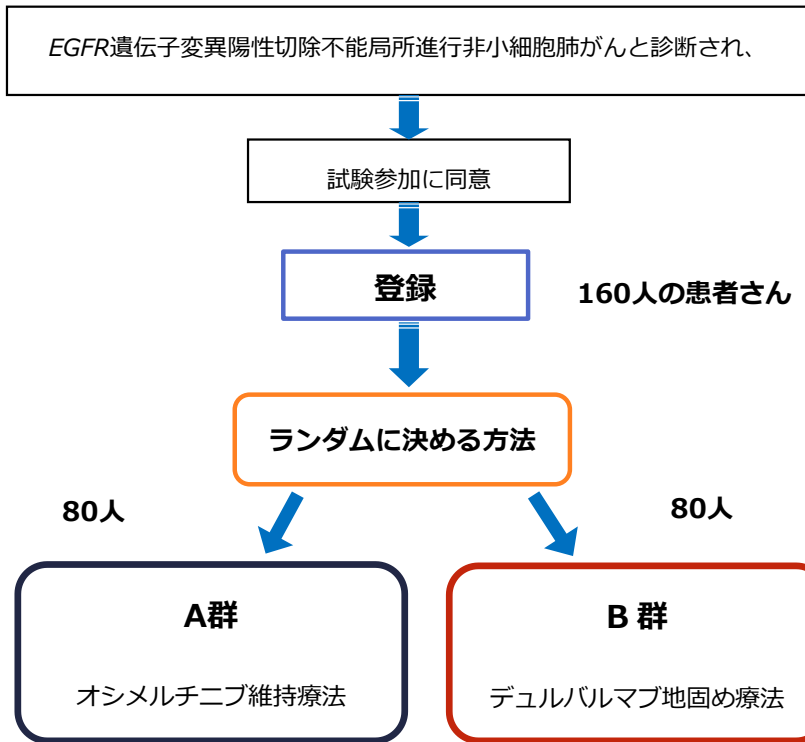 EGFR遺伝子変異陽性切除不能局所進行非小細胞肺がんと診断され、
試験参加に同意
登録
160人の患者さん
ランダムに決める方法
80人
80人
A群
オシメルチニブ維持療法
B 群
デュルバルマブ地固め療法